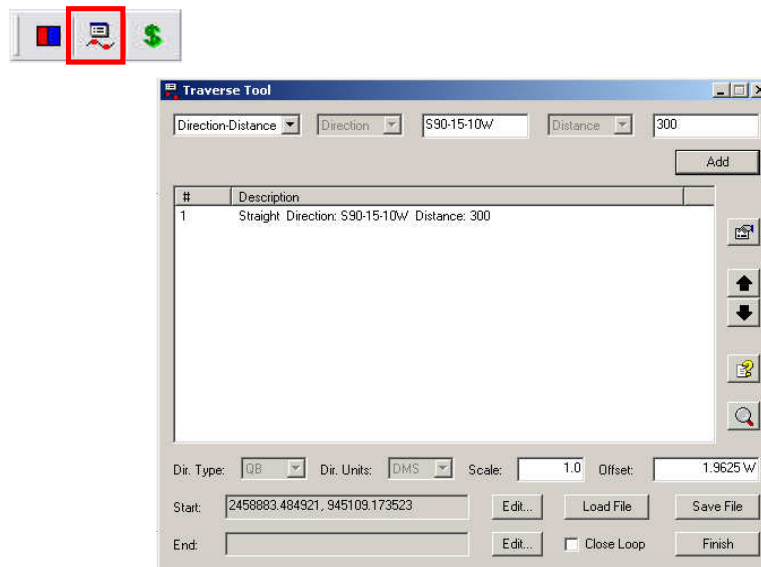 Traverse Tool
Direction-Distance Direction S90-15-10W Distance 300
Add
# Description
1 Straight Direction: S90-15-10W Distance: 300
Dir. Type: QB Dir. Units: DMS Scale: 1.0 Offset: 1.9625 W
Start: 2458883.484921, 945109.173523 Edit... Load File Save File
End: Edit... Close Loop Finish